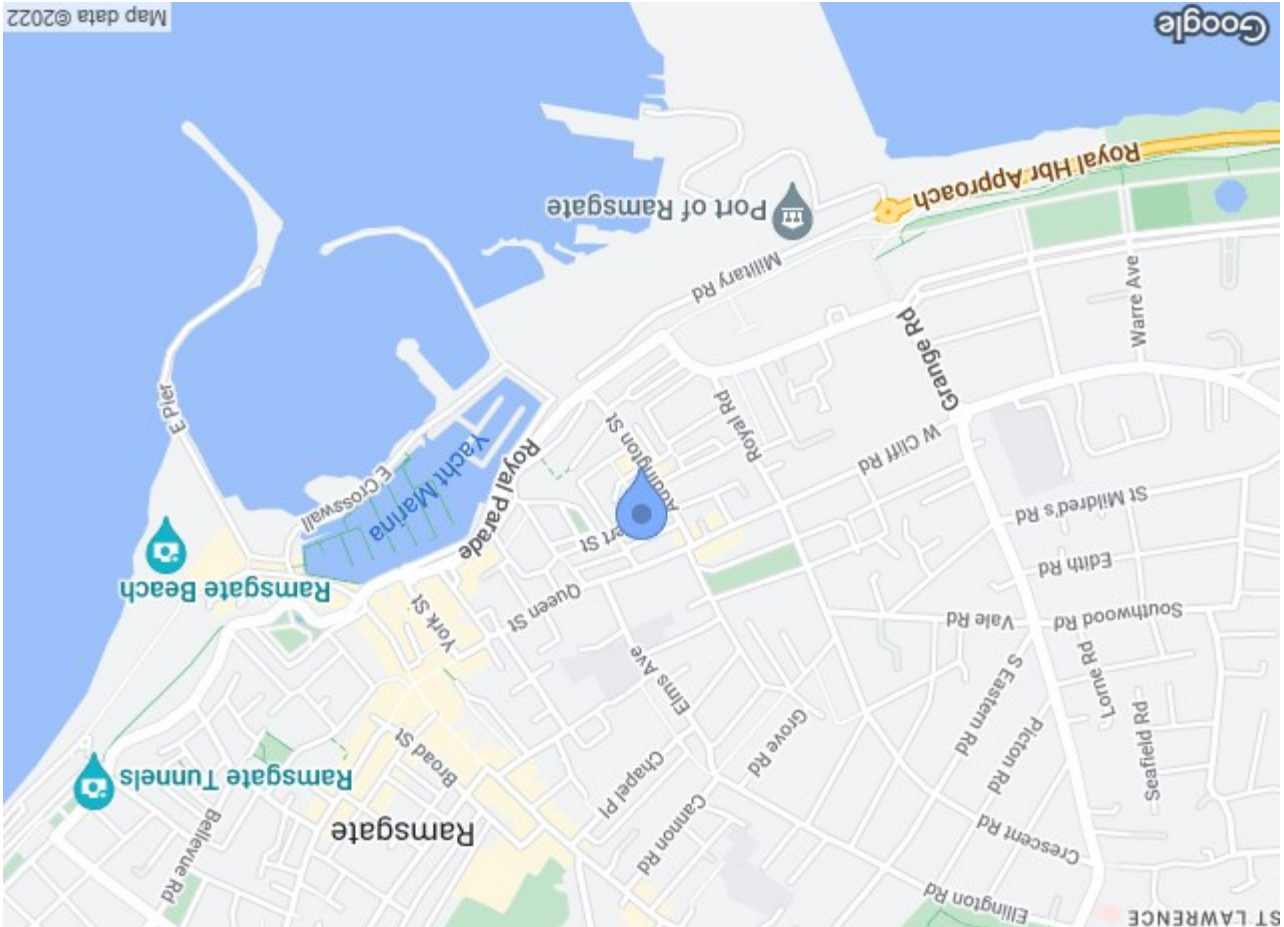 ST LAWRENCE
Ellington Rd
Bellevue Rd
Cannon Rd
Crescent Rd
Ramsgate
Chapel Pl
Broad St
Ramsgate Tunnels
Picton Rd
Seafield Rd
Grove Rd
S Eastern Rd
Elms Ave
Lorne Rd
Southwood Rd
Vale Rd
York St
Queen St
Ramsgate Beach
Edith Rd
ert St
St Mildred's Rd
E Crosswall
Yacht Marina
Royal Parade
Addington St
W Cliff Rd
Royal Rd
E Pier
Grange Rd
Warre Ave
Military Rd
Port of Ramsgate
Royal Hbr Approach
Google
Map data ©2022